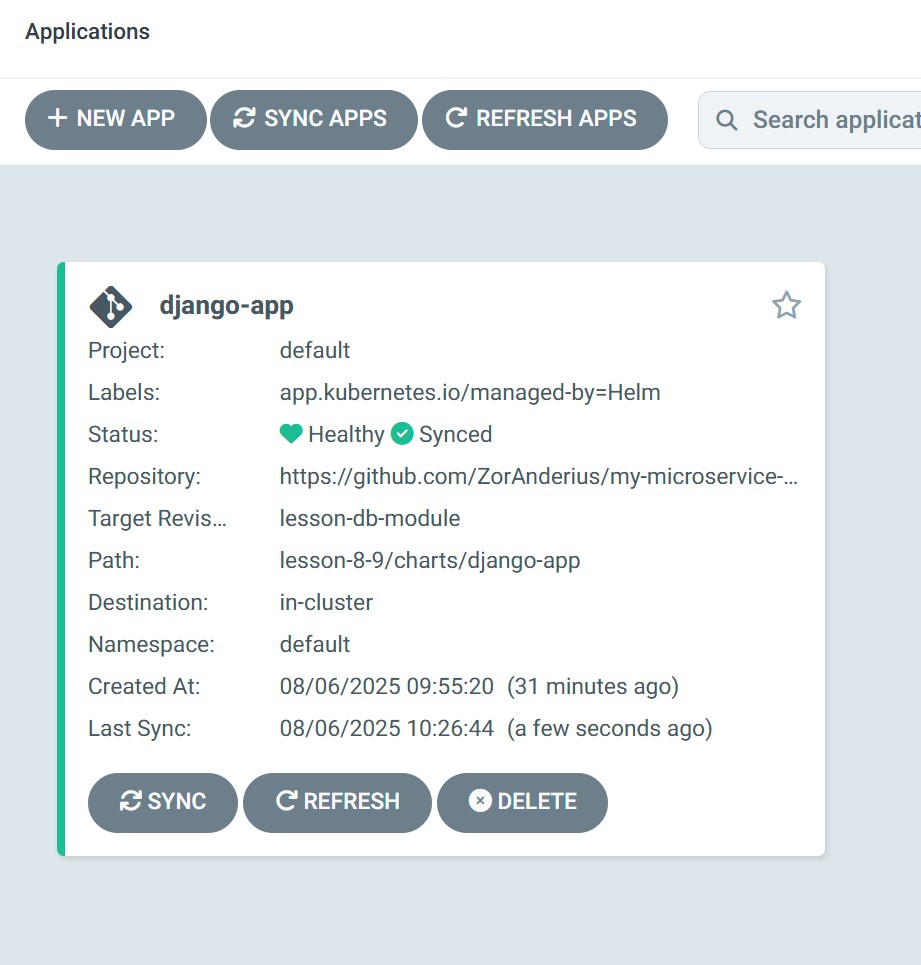 Applications
NEW APP SYNC APPS REFRESH APPS Search applicat
django-app
Project: default
Labels: app.kubernetes.io/managed-by=Helm
Status: Healthy Synced
Repository: https://github.com/ZorAnderius/my-microservice-...
Target Revis... lesson-db-module
Path: lesson-8-9/charts/django-app
Destination: in-cluster
Namespace: default
Created At: 08/06/2025 09:55:20 (31 minutes ago)
Last Sync: 08/06/2025 10:26:44 (a few seconds ago)
SYNC REFRESH DELETE